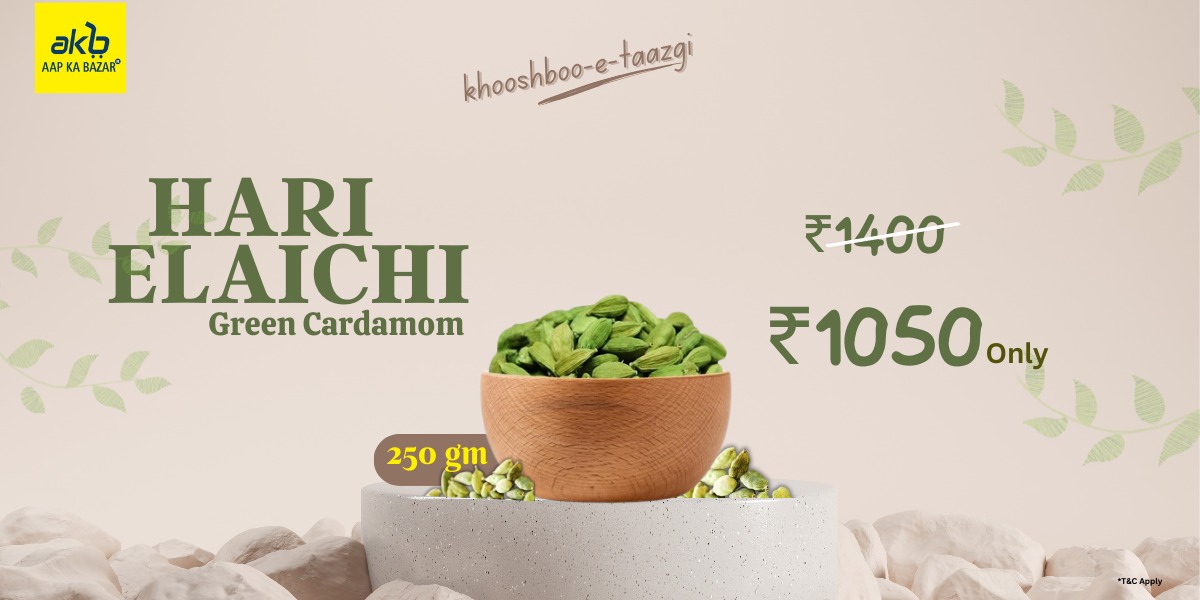 akb
AAP KA BAZAR
khooshboo-e-taazgi
HARI
ELAICHI
Green Cardamom
₹1400
₹1050 Only
250 gm
*T&C Apply